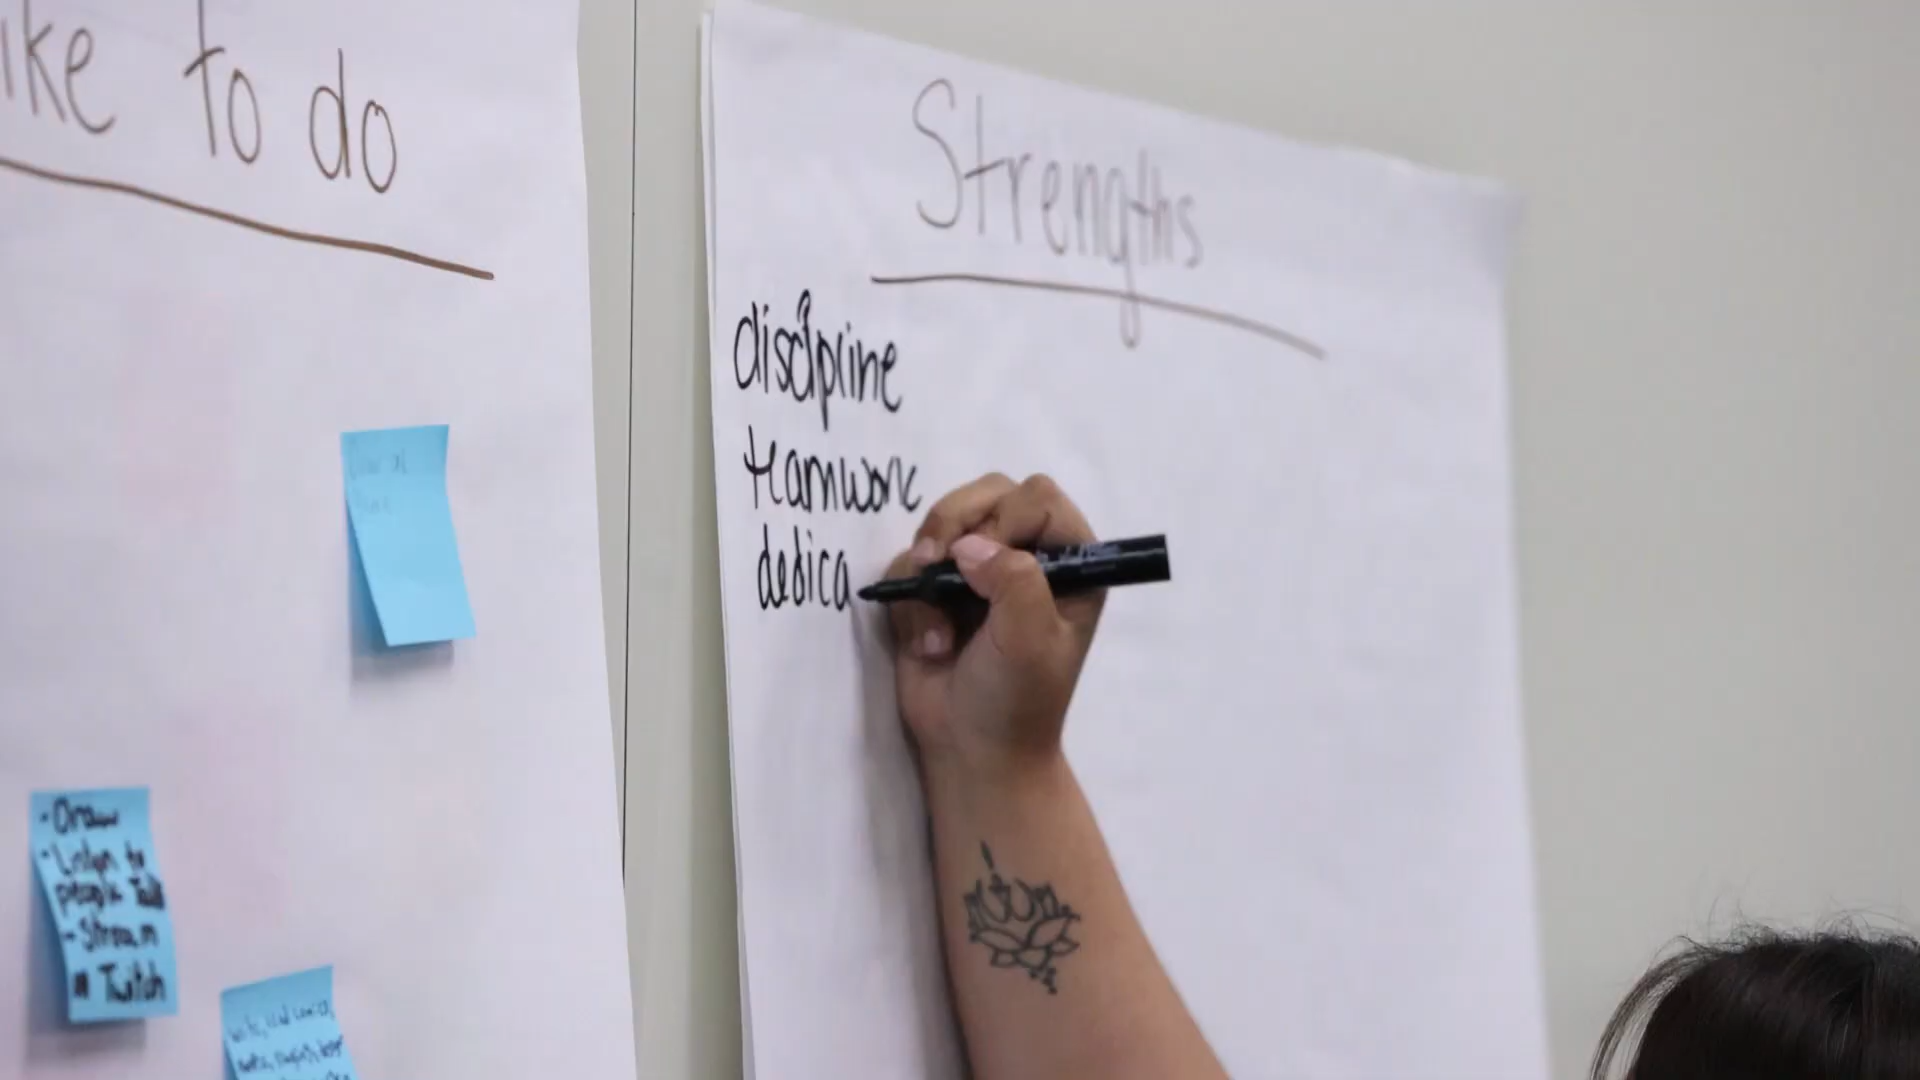 ike to do
Strengths
discipline
teamwork
dedica
- Draw
- Listen to
people Talk
- Stream
Twitch